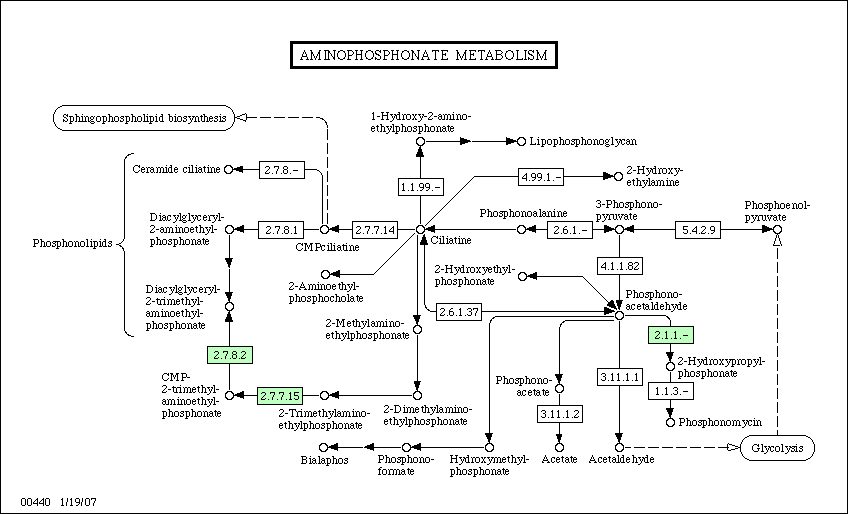 AMINOPHOSPHONATE METABOLISM
Sphingophospholipid biosynthesis
1-Hydroxy-2-amino-
ethylphosphonate
Lipophosphonoglycan
Ceramide ciliatine
2.7.8.-
4.99.1.-
2-Hydroxy-
ethylamine
1.1.99.-
Phosphonolipids
Diacylglyceryl-
2-aminoethyl-
phosphonate
2.7.8.1
CMPciliatine
2.7.7.14
Ciliatine
Phosphonoalanine
2.6.1.-
3-Phosphono-
pyruvate
5.4.2.9
Phosphoenol-
pyruvate
4.1.1.82
2-Aminoethyl-
phosphocholate
2-Hydroxyethyl-
phosphonate
Diacylglyceryl-
2-trimethyl-
aminoethyl-
phosphonate
2.6.1.37
Phosphono-
acetaldehyde
2-Methylamino-
ethylphosphonate
2.1.1.-
2.7.8.2
2-Hydroxypropyl-
phosphonate
CMP-
2-trimethyl-
aminoethyl-
phosphonate
2.7.7.15
2-Trimethylamino-
ethylphosphonate
2-Dimethylamino-
ethylphosphonate
Phosphono-
acetate
3.11.1.1
1.1.3.-
3.11.1.2
Phosphonomycin
Bialaphos
Phosphono-
formate
Hydroxymethyl-
phosphonate
Acetate
Acetaldehyde
Glycolysis
00440 1/19/07